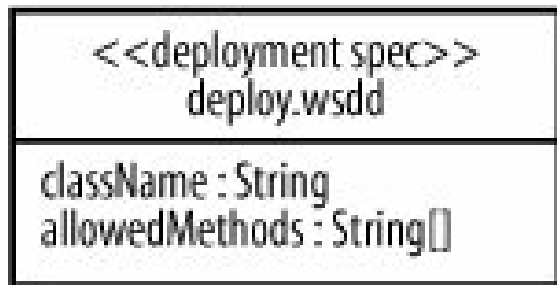 <<deployment spec>>
deploy.wsdd
className : String
allowedMethods : String[]